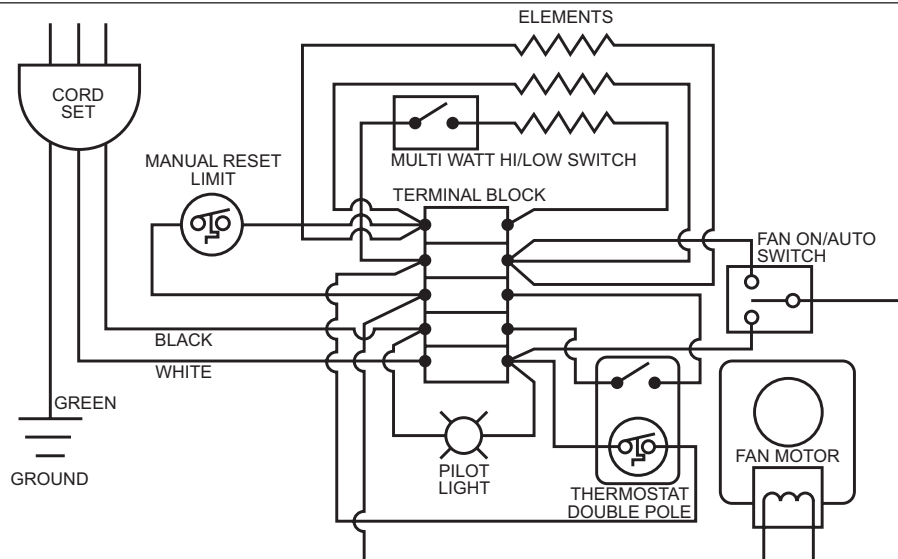 ELEMENTS
CORD
SET
MULTI WATT HI/LOW SWITCH
MANUAL RESET
LIMIT
TERMINAL BLOCK
FAN ON/AUTO
SWITCH
BLACK
WHITE
GREEN
GROUND
PILOT
LIGHT
THERMOSTAT
DOUBLE POLE
FAN MOTOR